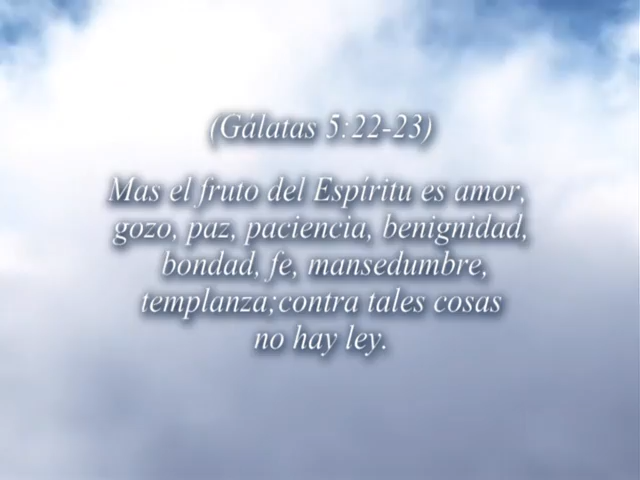 (Gálatas 5:22-23)
Mas el fruto del Espíritu es amor,
gozo, paz, paciencia, benignidad,
bondad, fe, mansedumbre,
templanza;contra tales cosas
no hay ley.